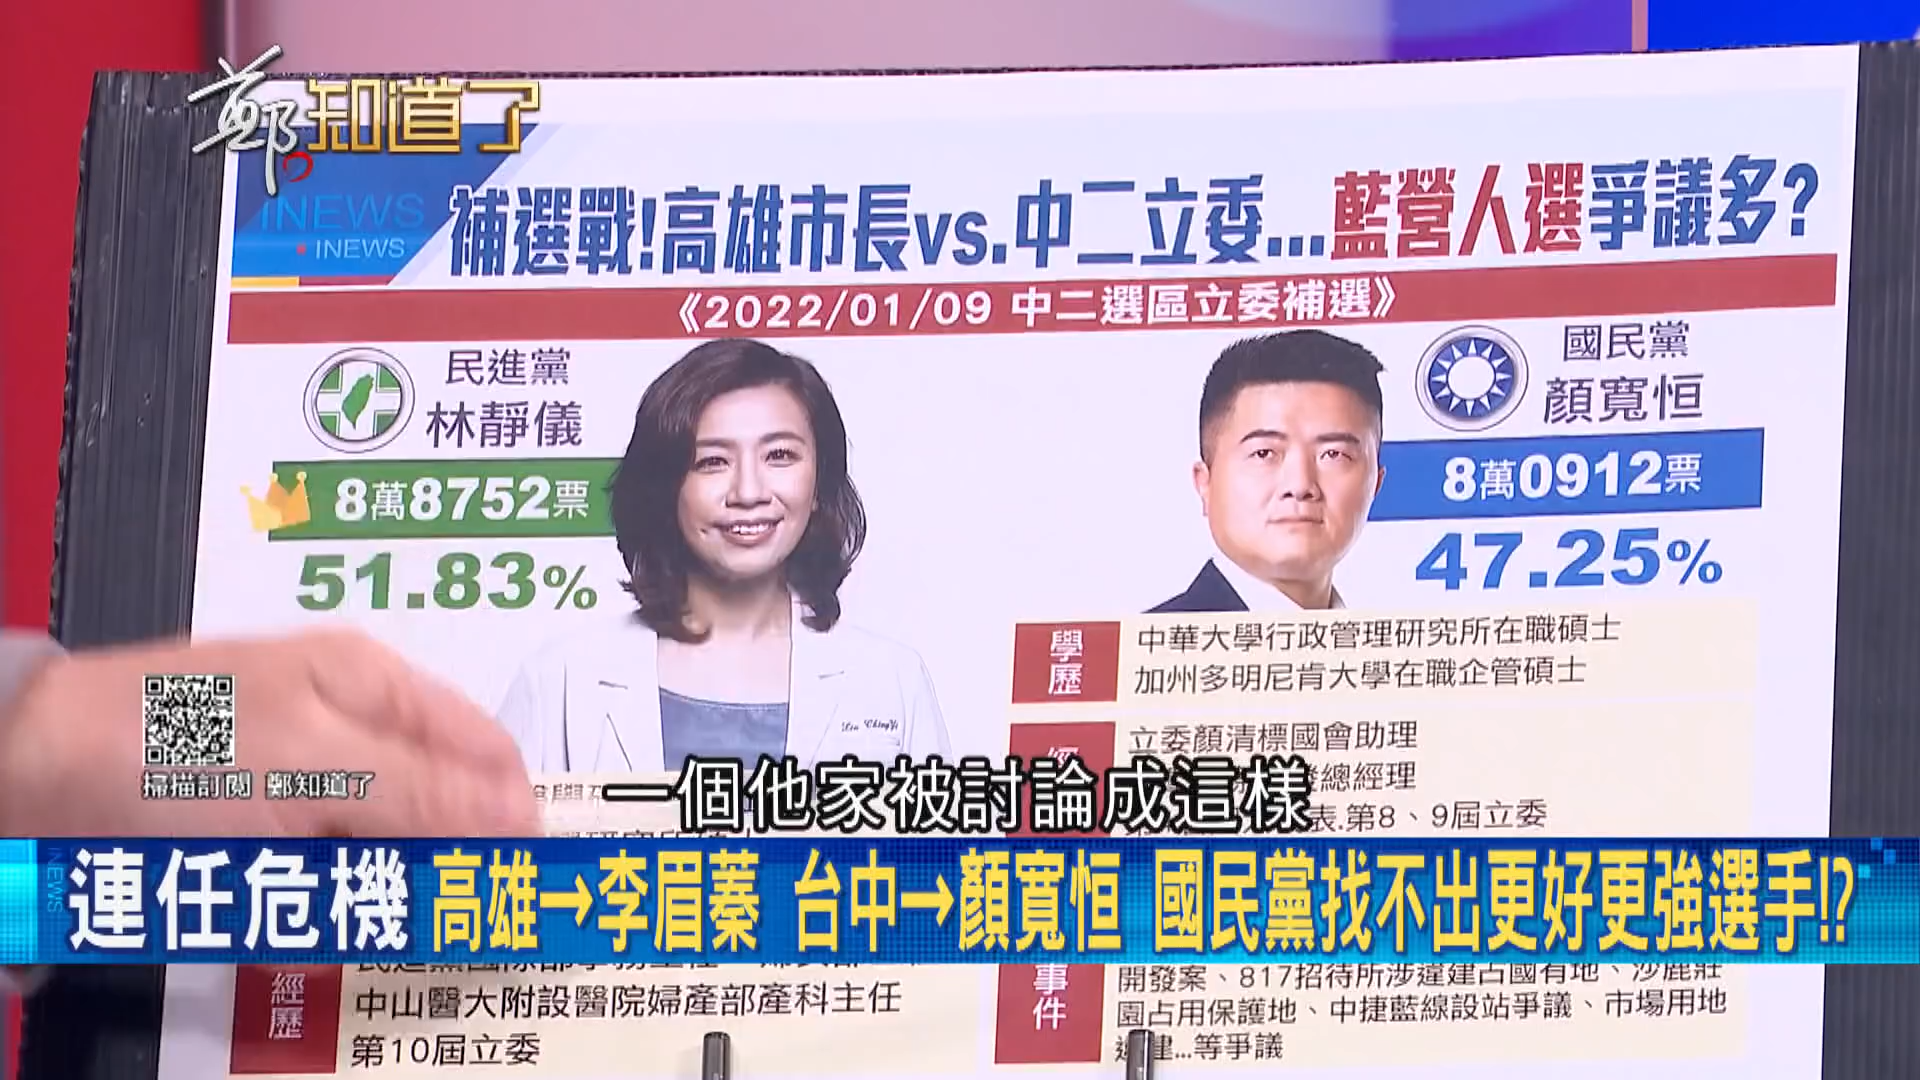 鄭知道了
INEWS
INEWS
補選戰!高雄市長vs.中二立委...藍營人選爭議多?
《2022/01/09 中二選區立委補選》
民進黨
林靜儀
8萬8752票
51.83%
國民黨
顏寬恒
8萬0912票
47.25%
學歷
中華大學行政管理研究所在職碩士
加州多明尼肯大學在職企管碩士
立委顏清標國會助理
總經理
表.第8、9屆立委
Lin ChingYi
掃描訂閱 鄭知道了
一個他家被討論成這樣
INEWS
連任危機 高雄→李眉蓁 台中→顏寬恒 國民黨找不出更好更強選手!?
經歷
中山醫大附設醫院婦產部產科主任
第10屆立委
事件
開發案、817招待所涉違建占國有地、沙鹿莊
園占用保護地、中捷藍線設站爭議、市場用地
建...等爭議